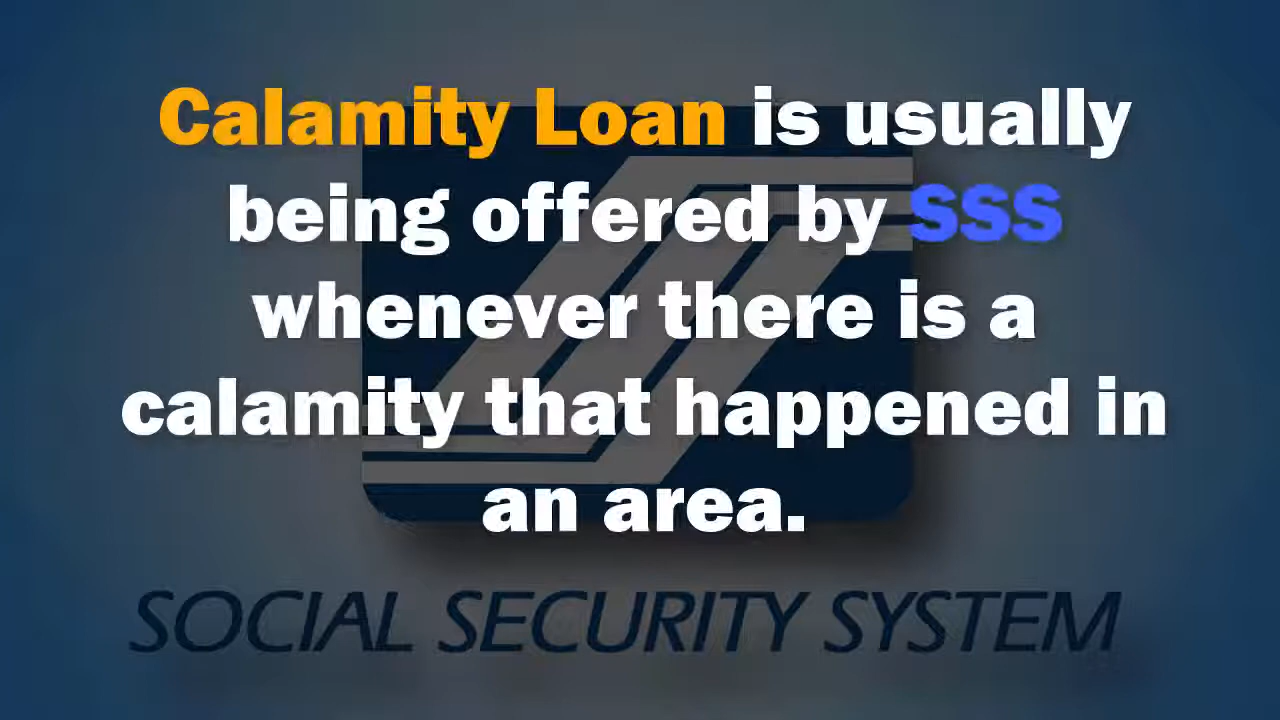 Calamity Loan is usually
being offered by SSS
whenever there is a
calamity that happened in
an area.
SOCIAL SECURITY SYSTEM